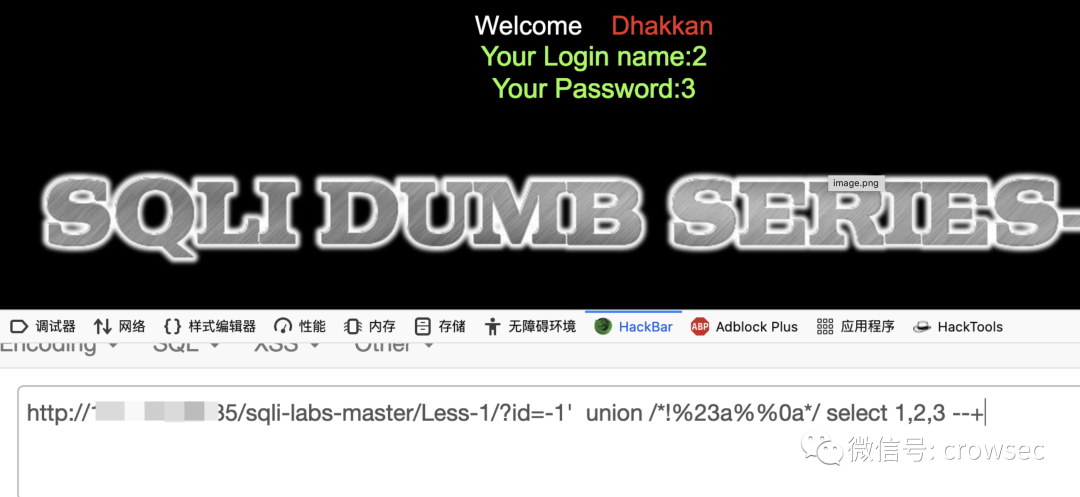 Welcome Dhakkan
Your Login name:2
Your Password:3
image.png
SQLI DUMB SERIES-
调试器 网络 {} 样式编辑器 性能 内存 存储 无障碍环境 HackBar ABP Adblock Plus 应用程序 HackTools
Encoding SQL XSS Other
http://1 35/sqli-labs-master/Less-1/?id=-1' union /*!%23a%%0a*/ select 1,2,3 --+
微信号: crowsec